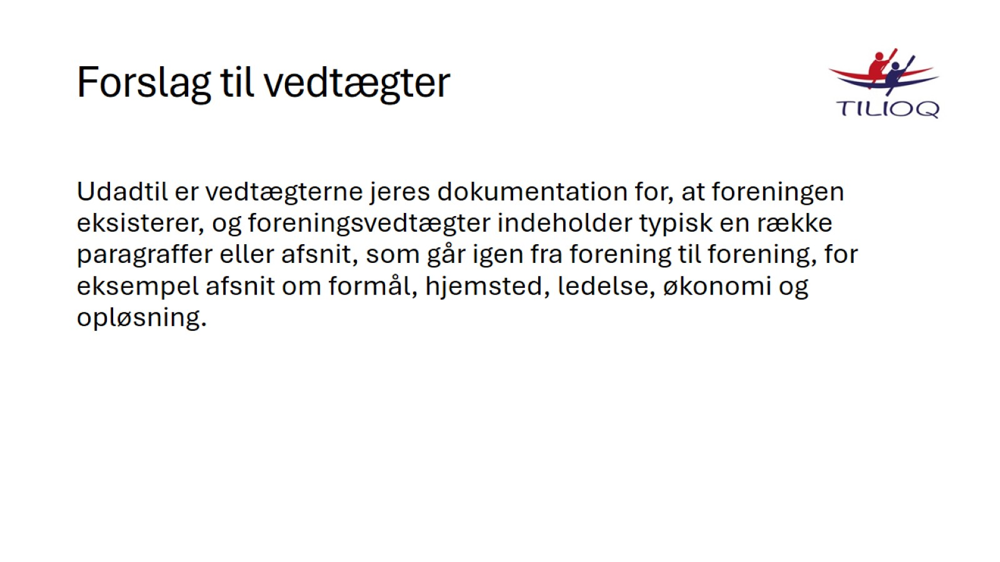 Forslag til vedtægter
TILIOQ
Udadtil er vedtægterne jeres dokumentation for, at foreningen
eksisterer, og foreningsvedtægter indeholder typisk en række
paragraffer eller afsnit, som går igen fra forening til forening, for
eksempel afsnit om formål, hjemsted, ledelse, økonomi og
opløsning.